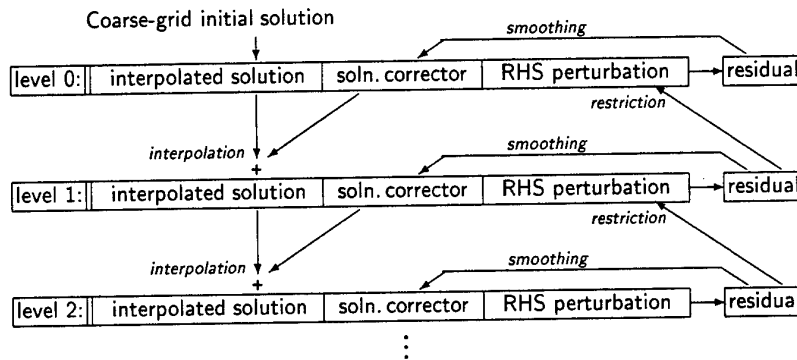 Coarse-grid initial solution
smoothing
level 0: interpolated solution soln. corrector RHS perturbation residual
restriction
interpolation
+
smoothing
level 1: interpolated solution soln. corrector RHS perturbation residual
restriction
interpolation
+
smoothing
level 2: interpolated solution soln. corrector RHS perturbation residual
⋮